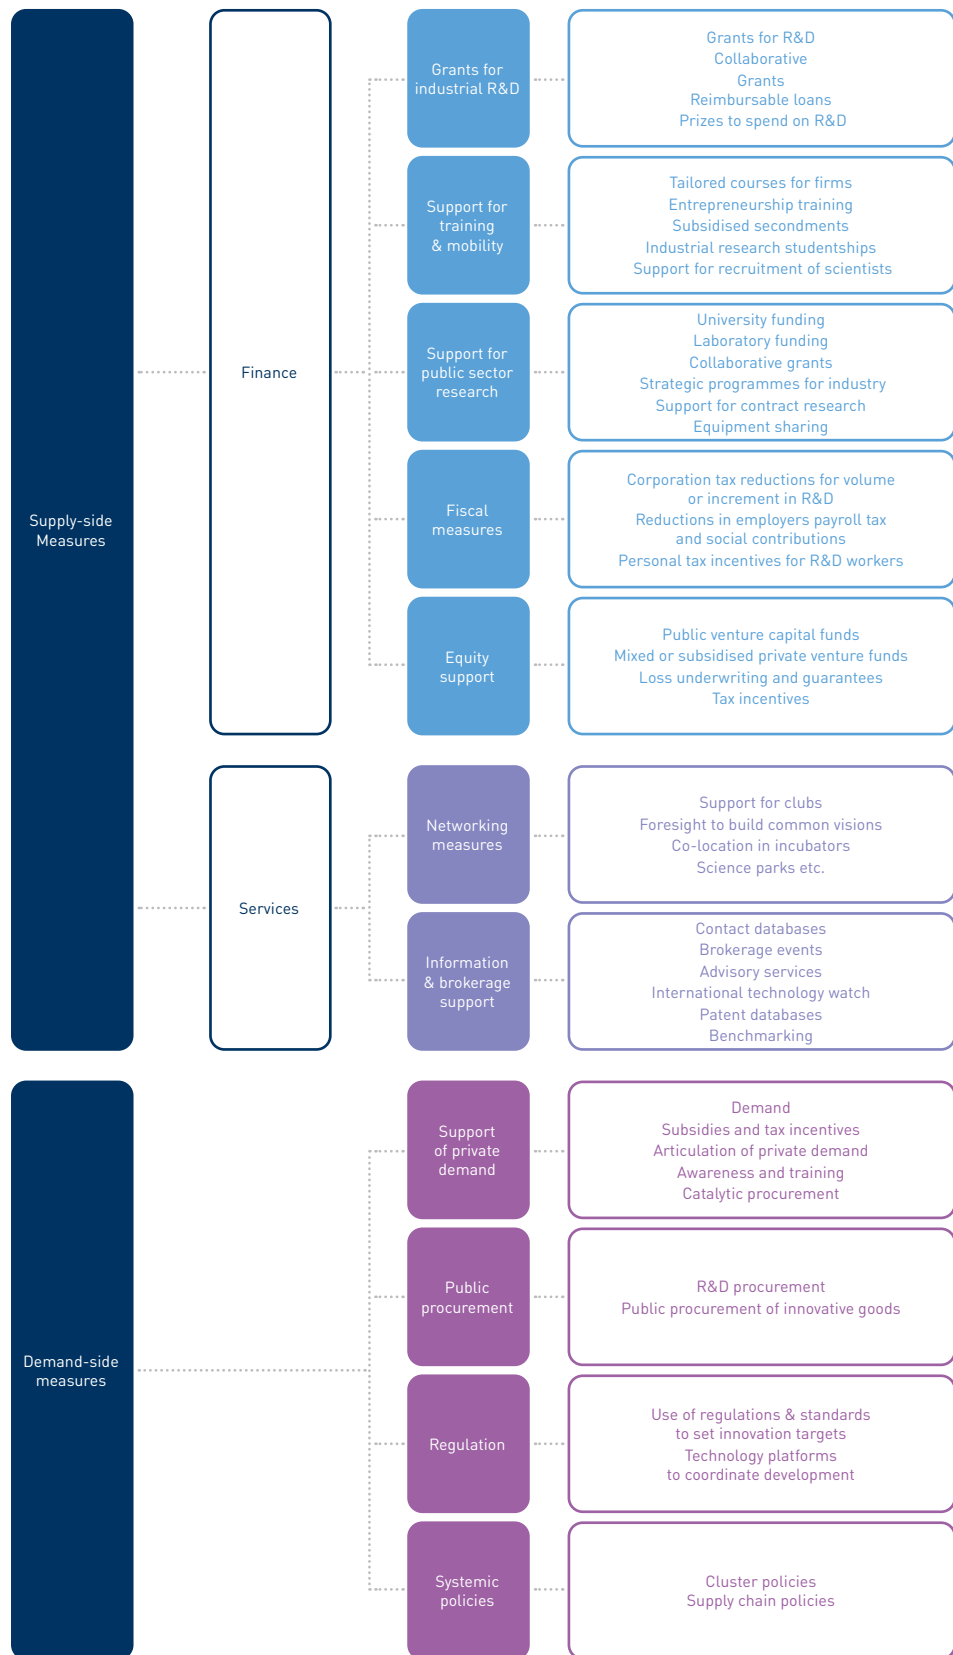 Supply-side
Measures
Finance
Grants for
industrial R&D
Grants for R&D
Collaborative
Grants
Reimbursable loans
Prizes to spend on R&D
Support for
training
& mobility
Tailored courses for firms
Entrepreneurship training
Subsidised secondments
Industrial research studentships
Support for recruitment of scientists
Support for
public sector
research
University funding
Laboratory funding
Collaborative grants
Strategic programmes for industry
Support for contract research
Equipment sharing
Fiscal
measures
Corporation tax reductions for volume
or increment in R&D
Reductions in employers payroll tax
and social contributions
Personal tax incentives for R&D workers
Equity
support
Public venture capital funds
Mixed or subsidised private venture funds
Loss underwriting and guarantees
Tax incentives
Services
Networking
measures
Support for clubs
Foresight to build common visions
Co-location in incubators
Science parks etc.
Information
& brokerage
support
Contact databases
Brokerage events
Advisory services
International technology watch
Patent databases
Benchmarking
Demand-side
measures
Support
of private
demand
Demand
Subsidies and tax incentives
Articulation of private demand
Awareness and training
Catalytic procurement
Public
procurement
R&D procurement
Public procurement of innovative goods
Regulation
Use of regulations & standards
to set innovation targets
Technology platforms
to coordinate development
Systemic
policies
Cluster policies
Supply chain policies